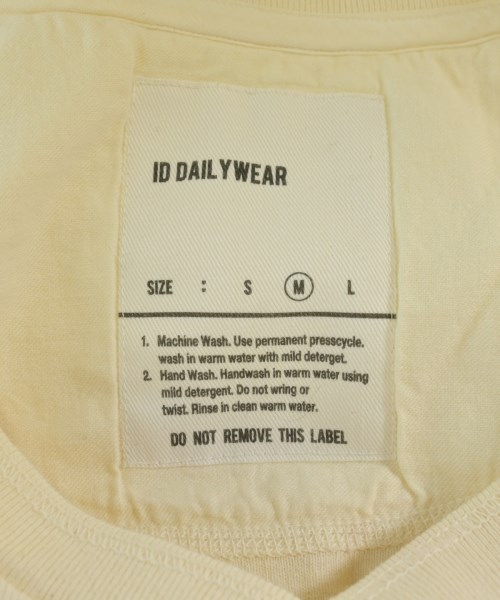 ID DAILYWEAR
SIZE : S M L
1. Machine Wash. Use permanent presscycle.
wash in warm water with mild deterget.
2. Hand Wash. Handwash in warm water using
mild detergent. Do not wring or
twist. Rinse in clean warm water.
DO NOT REMOVE THIS LABEL